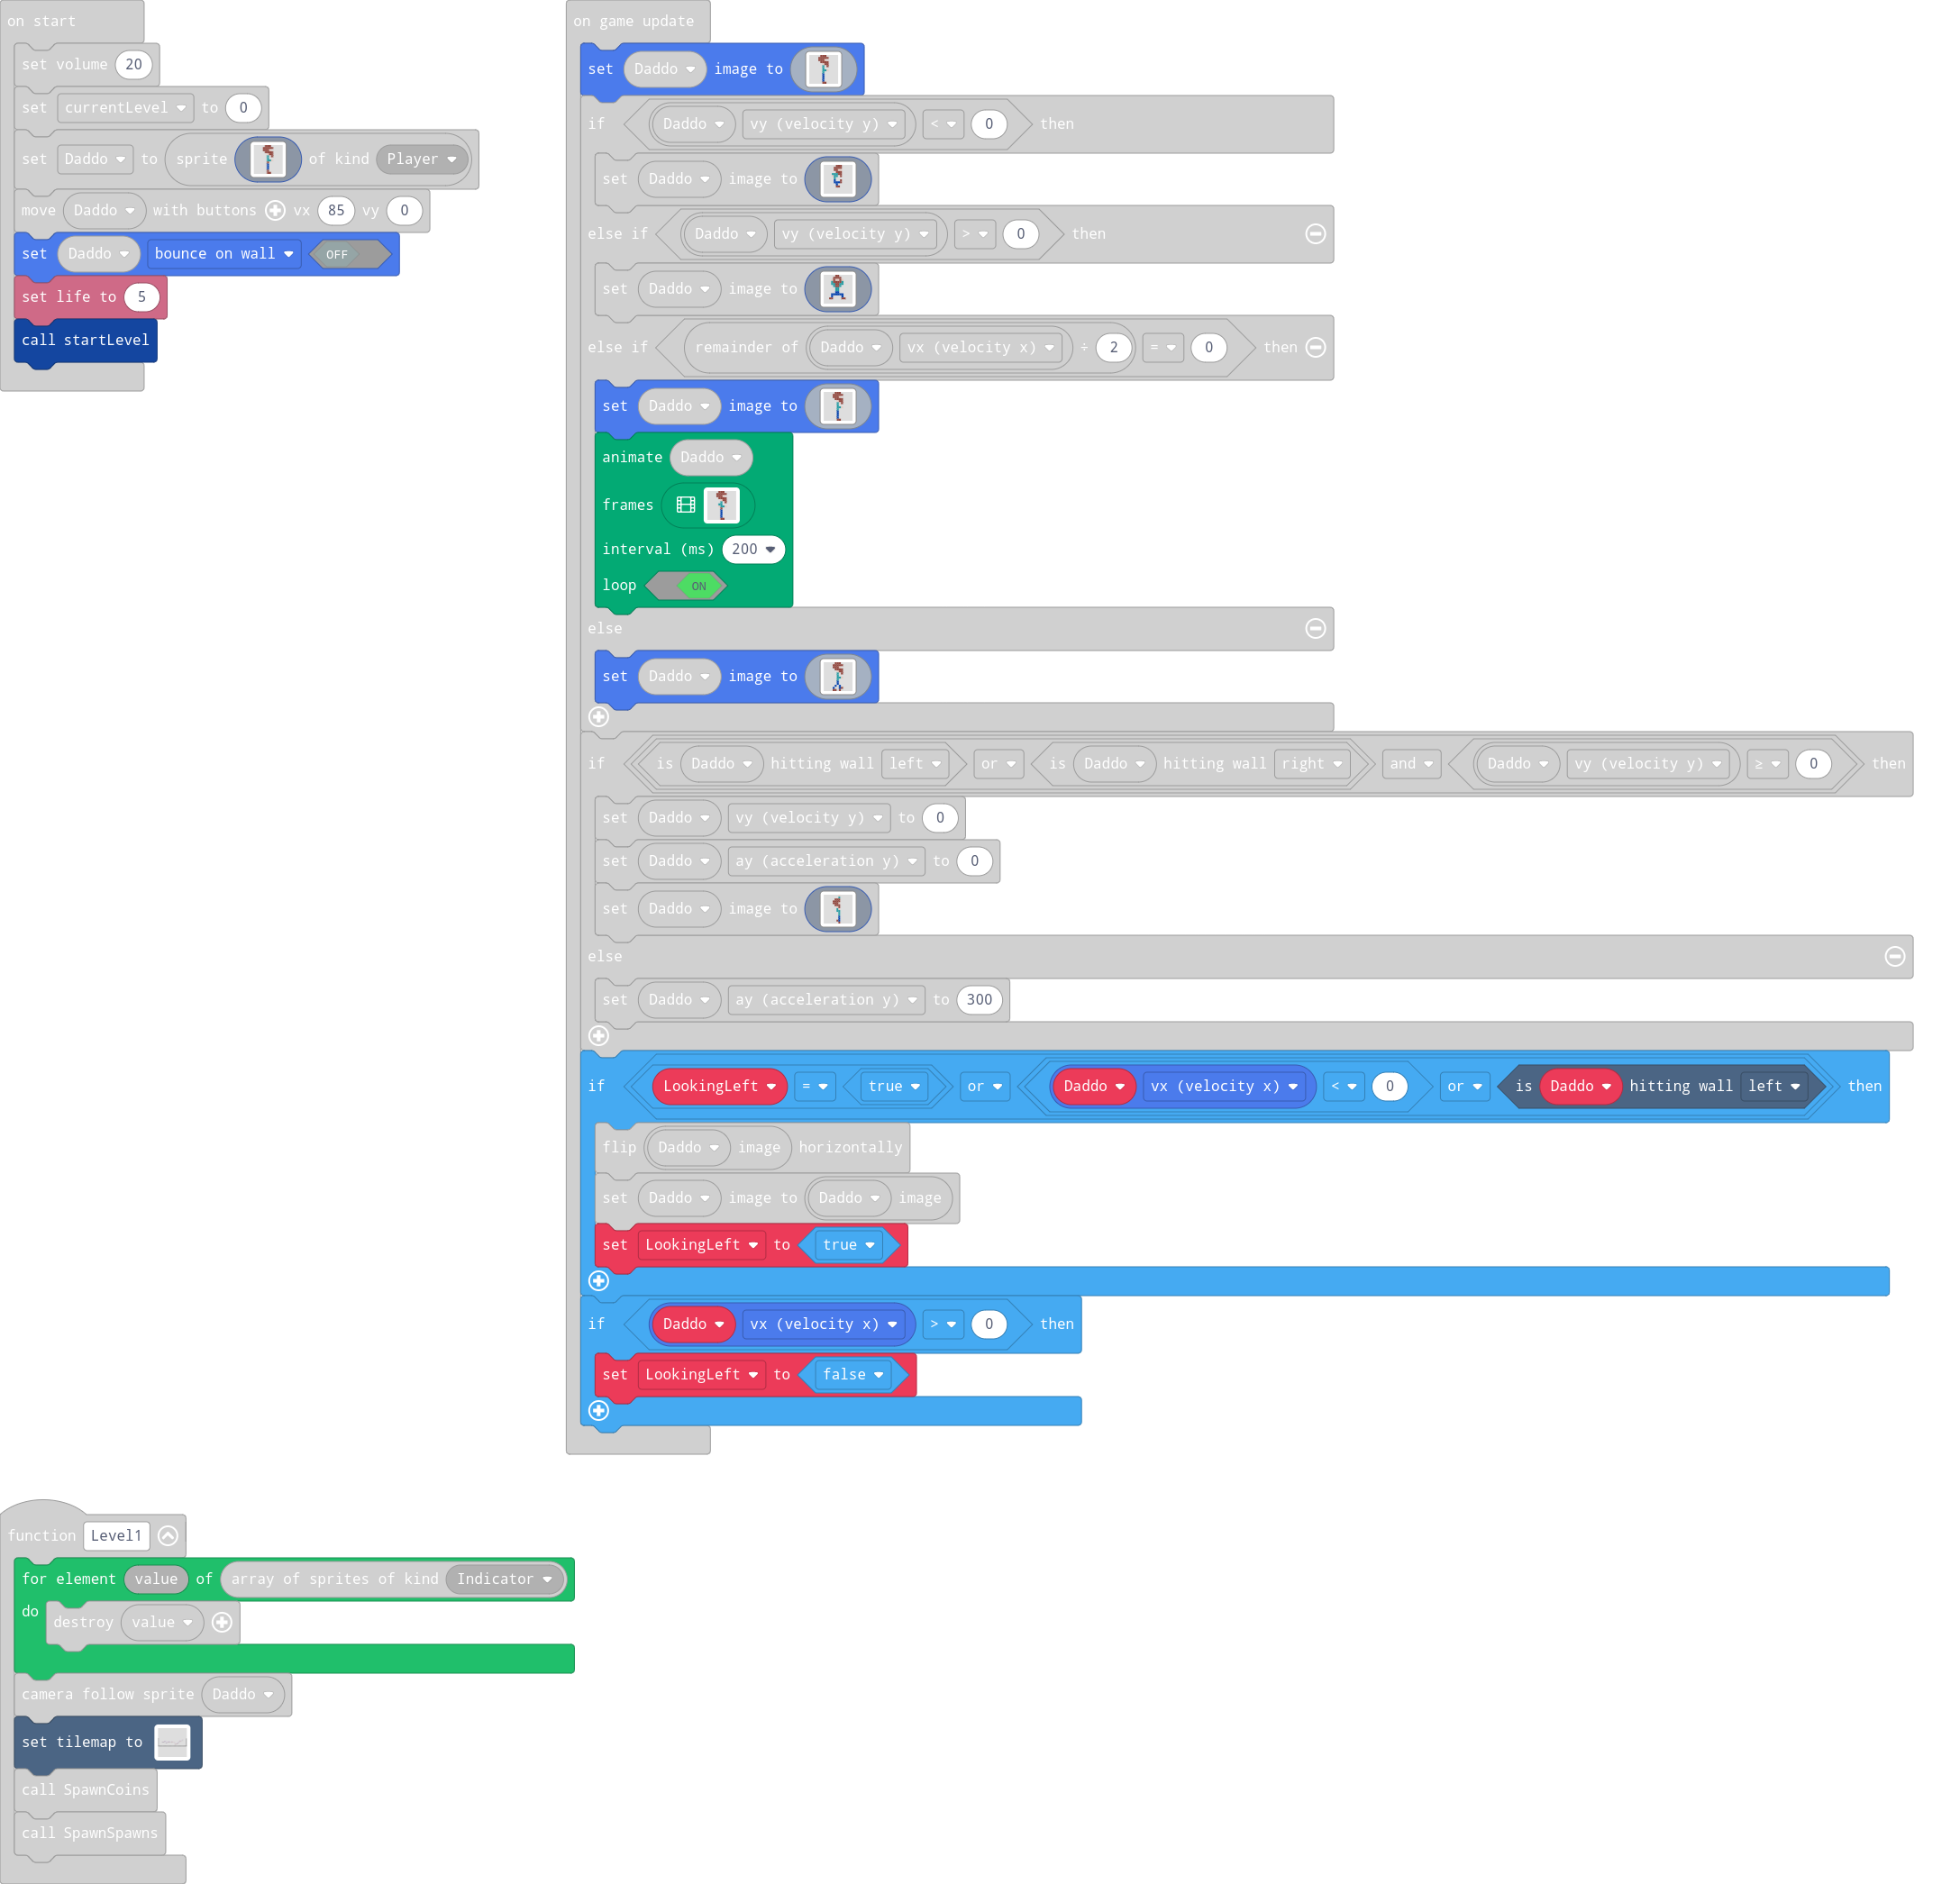 on start
set volume 20
set currentLevel to 0
set Daddo to sprite of kind Player
move Daddo with buttons vx 85 vy 0
set Daddo bounce on wall OFF
set life to 5
call startLevel
on game update
set Daddo image to
if Daddo vy (velocity y) < 0 then
set Daddo image to
else if Daddo vy (velocity y) > 0 then
set Daddo image to
else if remainder of Daddo vx (velocity x) ÷ 2 = 0 then
set Daddo image to
animate Daddo
frames
interval (ms) 200
loop ON
else
set Daddo image to
if is Daddo hitting wall left or is Daddo hitting wall right and Daddo vy (velocity y) ≥ 0 then
set Daddo vy (velocity y) to 0
set Daddo ay (acceleration y) to 0
set Daddo image to
else
set Daddo ay (acceleration y) to 300
if LookingLeft = true or Daddo vx (velocity x) < 0 or is Daddo hitting wall left then
flip Daddo image horizontally
set Daddo image to Daddo image
set LookingLeft to true
if Daddo vx (velocity x) > 0 then
set LookingLeft to false
function Level1
for element value of array of sprites of kind Indicator
do destroy value
camera follow sprite Daddo
set tilemap to
call SpawnCoins
call SpawnSpawns